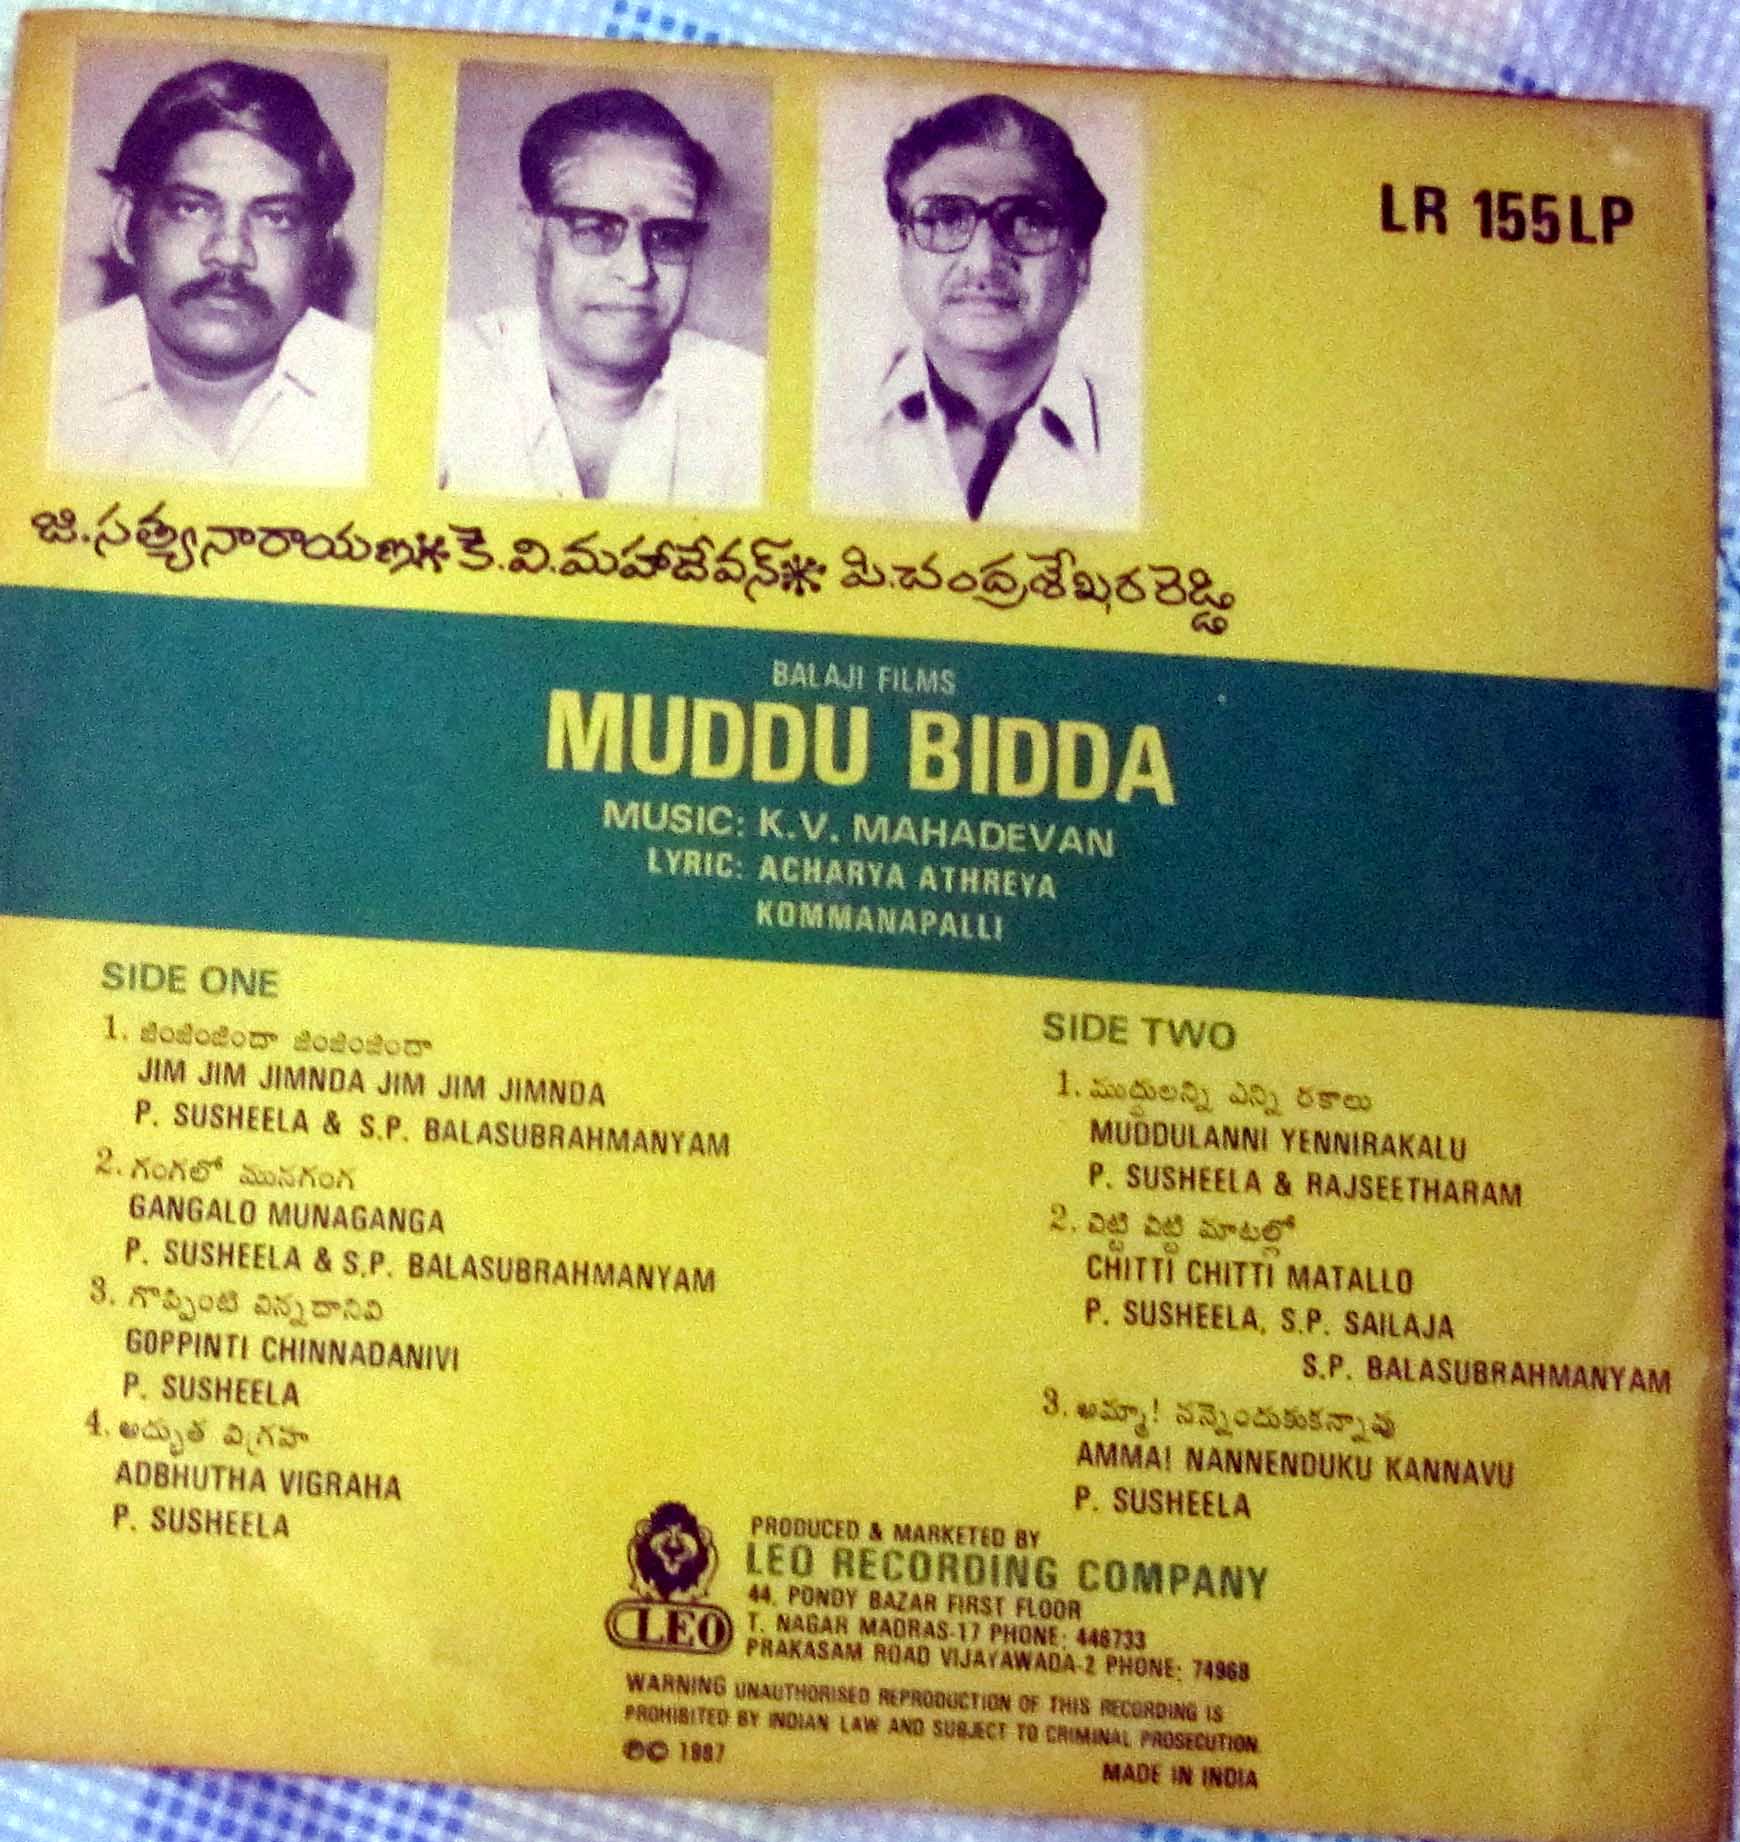 LR 155LP
జి.సత్యనారాయణ * కె.వి.మహాదేవన్ * పి.చంద్రశేఖరరెడ్డి
BALAJI FILMS
MUDDU BIDDA
MUSIC: K.V. MAHADEVAN
LYRIC: ACHARYA ATHREYA
KOMMANAPALLI
SIDE ONE
1. జింజింజిందా జింజింజిందా
JIM JIM JIMNDA JIM JIM JIMNDA
P. SUSHEELA & S.P. BALASUBRAHMANYAM
2. గంగలో మునగంగ
GANGALO MUNAGANGA
P. SUSHEELA & S.P. BALASUBRAHMANYAM
3. గొప్పింటి చిన్నదానివి
GOPPINTI CHINNADANIVI
P. SUSHEELA
4. అద్భుత విగ్రహ
ADBHUTHA VIGRAHA
P. SUSHEELA
SIDE TWO
1. ముద్దులన్ని ఎన్ని రకాలు
MUDDULANNI YENNIRAKALU
P. SUSHEELA & RAJSEETHARAM
2. చిట్టి చిట్టి మాటల్లో
CHITTI CHITTI MATALLO
P. SUSHEELA, S.P. SAILAJA
S.P. BALASUBRAHMANYAM
3. అమ్మా! నన్నెందుకుకన్నావు
AMMA! NANNENDUKU KANNAVU
P. SUSHEELA
LEO
PRODUCED & MARKETED BY
LEO RECORDING COMPANY
44, PONDY BAZAR FIRST FLOOR
T. NAGAR MADRAS-17 PHONE: 446733
PRAKASAM ROAD VIJAYAWADA-2 PHONE: 74968
WARNING UNAUTHORISED REPRODUCTION OF THIS RECORDING IS
PROHIBITED BY INDIAN LAW AND SUBJECT TO CRIMINAL PROSECUTION
℗© 1987
MADE IN INDIA